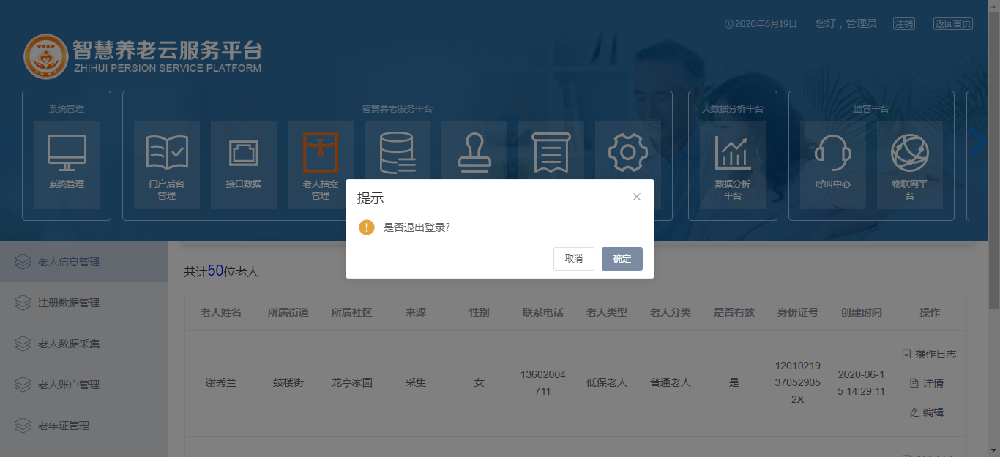 2020年6月19日 您好，管理员 注销 返回首页
智慧养老云服务平台
ZHIHUI PERSION SERVICE PLATFORM
系统管理 智慧养老服务平台 大数据分析平台 监管平台
系统管理 门户后台管理 接口数据 老人档案管理 数据分析平台 呼叫中心 物联网平台
提示
是否退出登录?
取消 确定
老人信息管理
注册数据管理
老人数据采集
老人账户管理
老年证管理
共计50位老人
老人姓名 所属街道 所属社区 来源 性别 联系电话 老人类型 老人分类 是否有效 身份证号 创建时间 操作
谢秀兰 鼓楼街 龙亭家园 采集 女 13602004711 低保老人 普通老人 是 12010219370529052X 2020-06-15 14:29:11
操作日志
详情
编辑